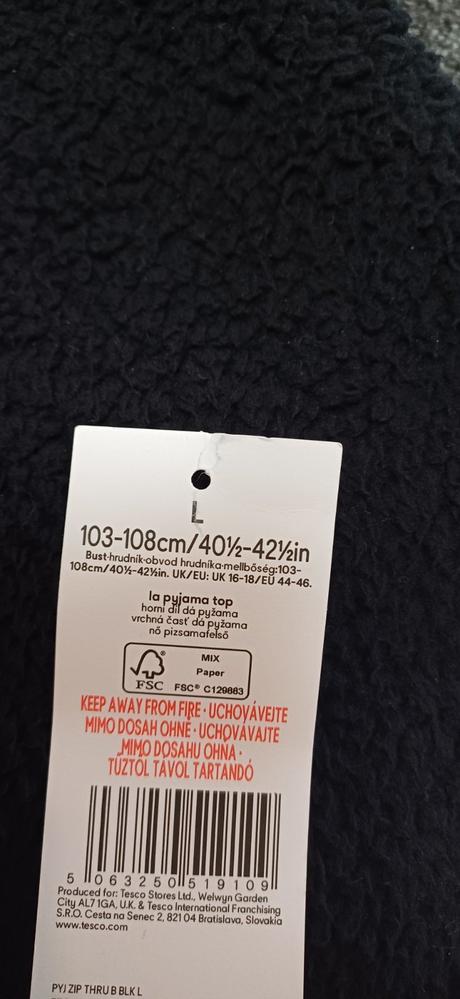 L
103-108cm/40½-42½in
Bust·hrudník·obvod hrudníka·mellbőség:103-
108cm/40½-42½in. UK/EU: UK 16-18/EU 44-46.
la pyjama top
horní díl dá pyžama
vrchná časť dá pyžama
nő pizsamafelső
MIX
Paper
FSC
FSC® C129883
KEEP AWAY FROM FIRE · UCHOVÁVEJTE
MIMO DOSAH OHNĚ · UCHOVÁVAJTE
MIMO DOSAHU OHŇA ·
TŰZTŐL TÁVOL TARTANDÓ
5 063250 519109
Produced for: Tesco Stores Ltd., Welwyn Garden
City AL7 1GA, U.K. & Tesco International Franchising
S.R.O. Cesta na Senec 2, 821 04 Bratislava, Slovakia
www.tesco.com
PYJ ZIP THRU B BLK L